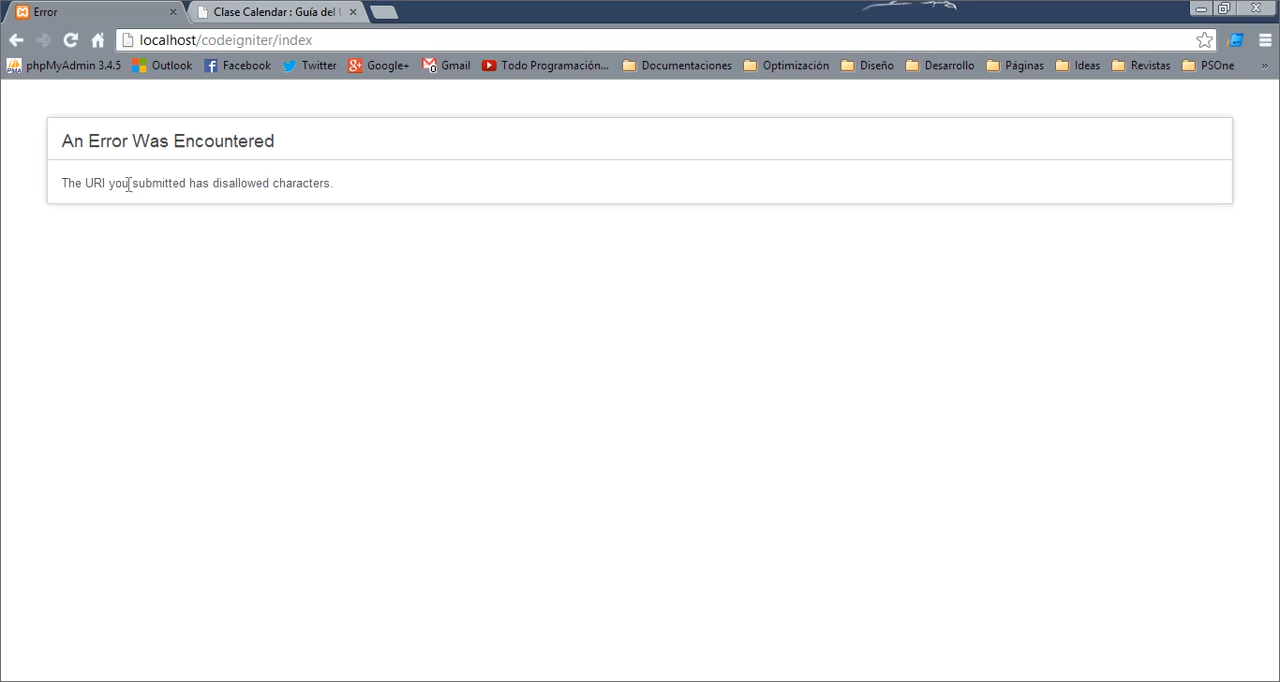 Error
Clase Calendar : Guía del U
localhost/codeigniter/index
phpMyAdmin 3.4.5 Outlook Facebook Twitter Google+ Gmail Todo Programación... Documentaciones Optimización Diseño Desarrollo Páginas Ideas Revistas PSOne »
An Error Was Encountered
The URI you submitted has disallowed characters.